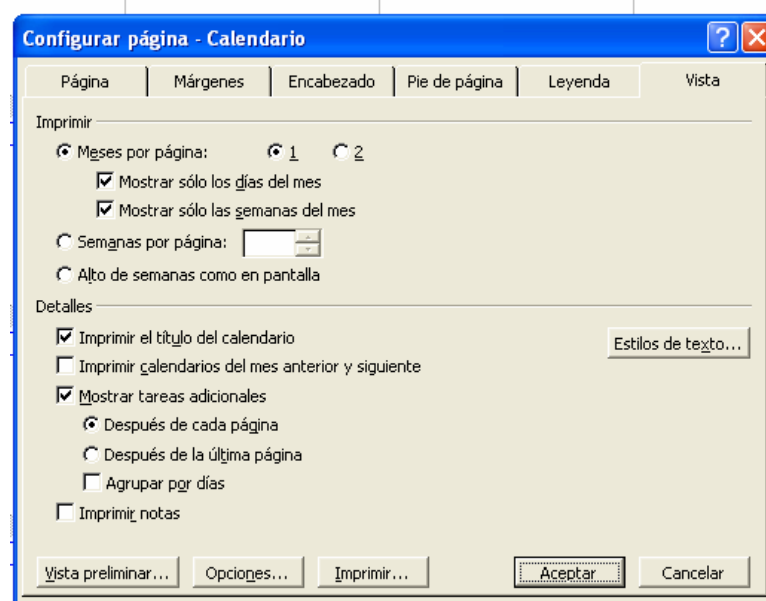 Configurar página - Calendario
Página Márgenes Encabezado Pie de página Leyenda Vista
Imprimir
Meses por página: 1 2
Mostrar sólo los días del mes
Mostrar sólo las semanas del mes
Semanas por página:
Alto de semanas como en pantalla
Detalles
Imprimir el título del calendario
Estilos de texto...
Imprimir calendarios del mes anterior y siguiente
Mostrar tareas adicionales
Después de cada página
Después de la última página
Agrupar por días
Imprimir notas
Vista preliminar... Opciones... Imprimir... Aceptar Cancelar